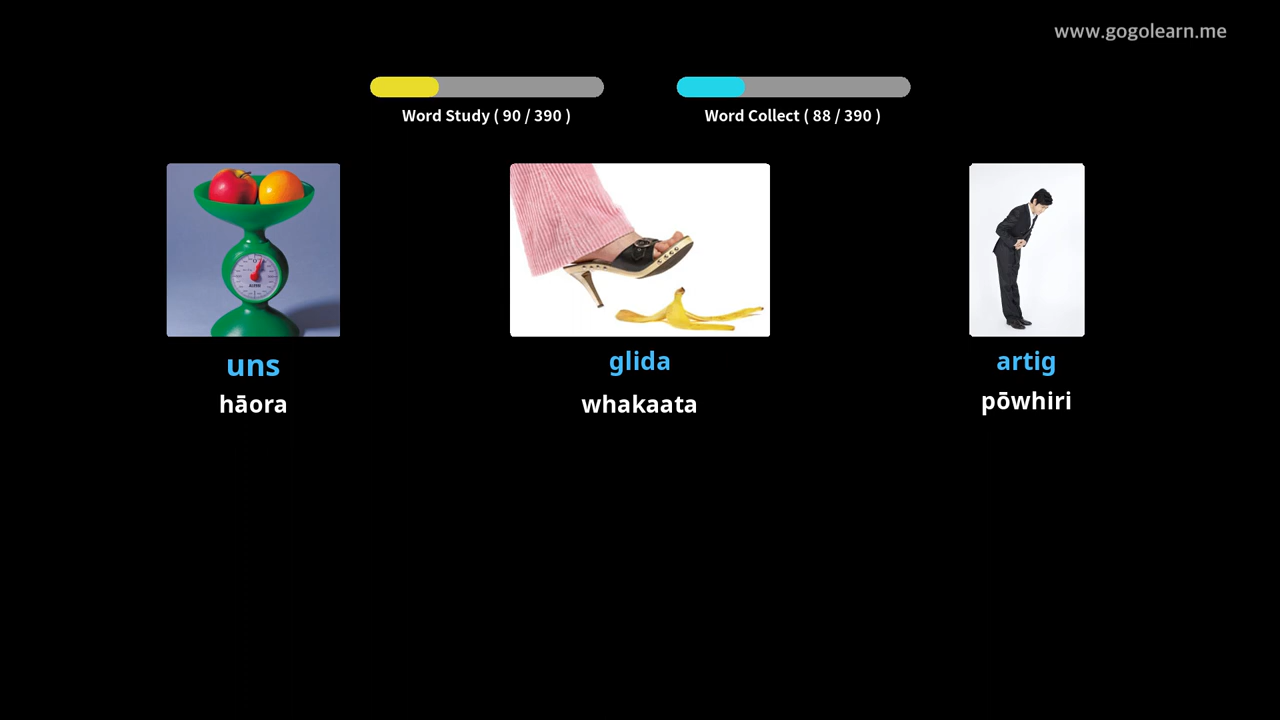 www.gogolearn.me
Word Study ( 90 / 390 )
Word Collect ( 88 / 390 )
uns
glida
artig
hāora
whakaata
pōwhiri